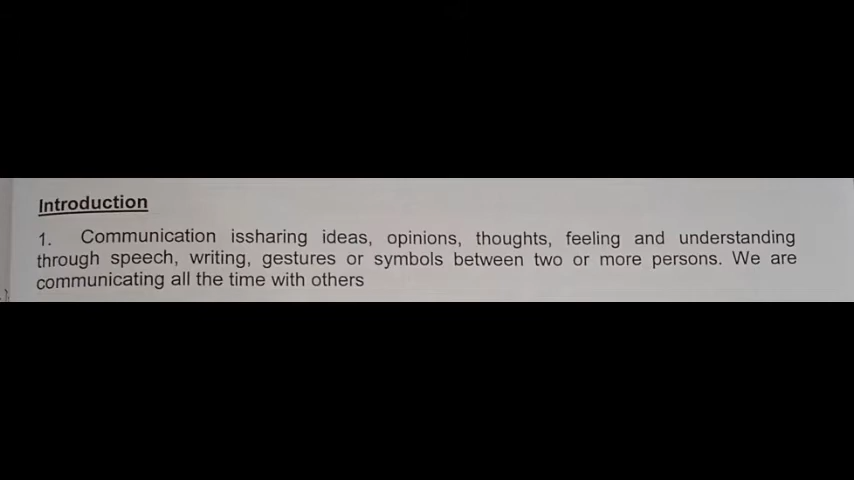 Introduction
1. Communication issharing ideas, opinions, thoughts, feeling and understanding
through speech, writing, gestures or symbols between two or more persons. We are
communicating all the time with others